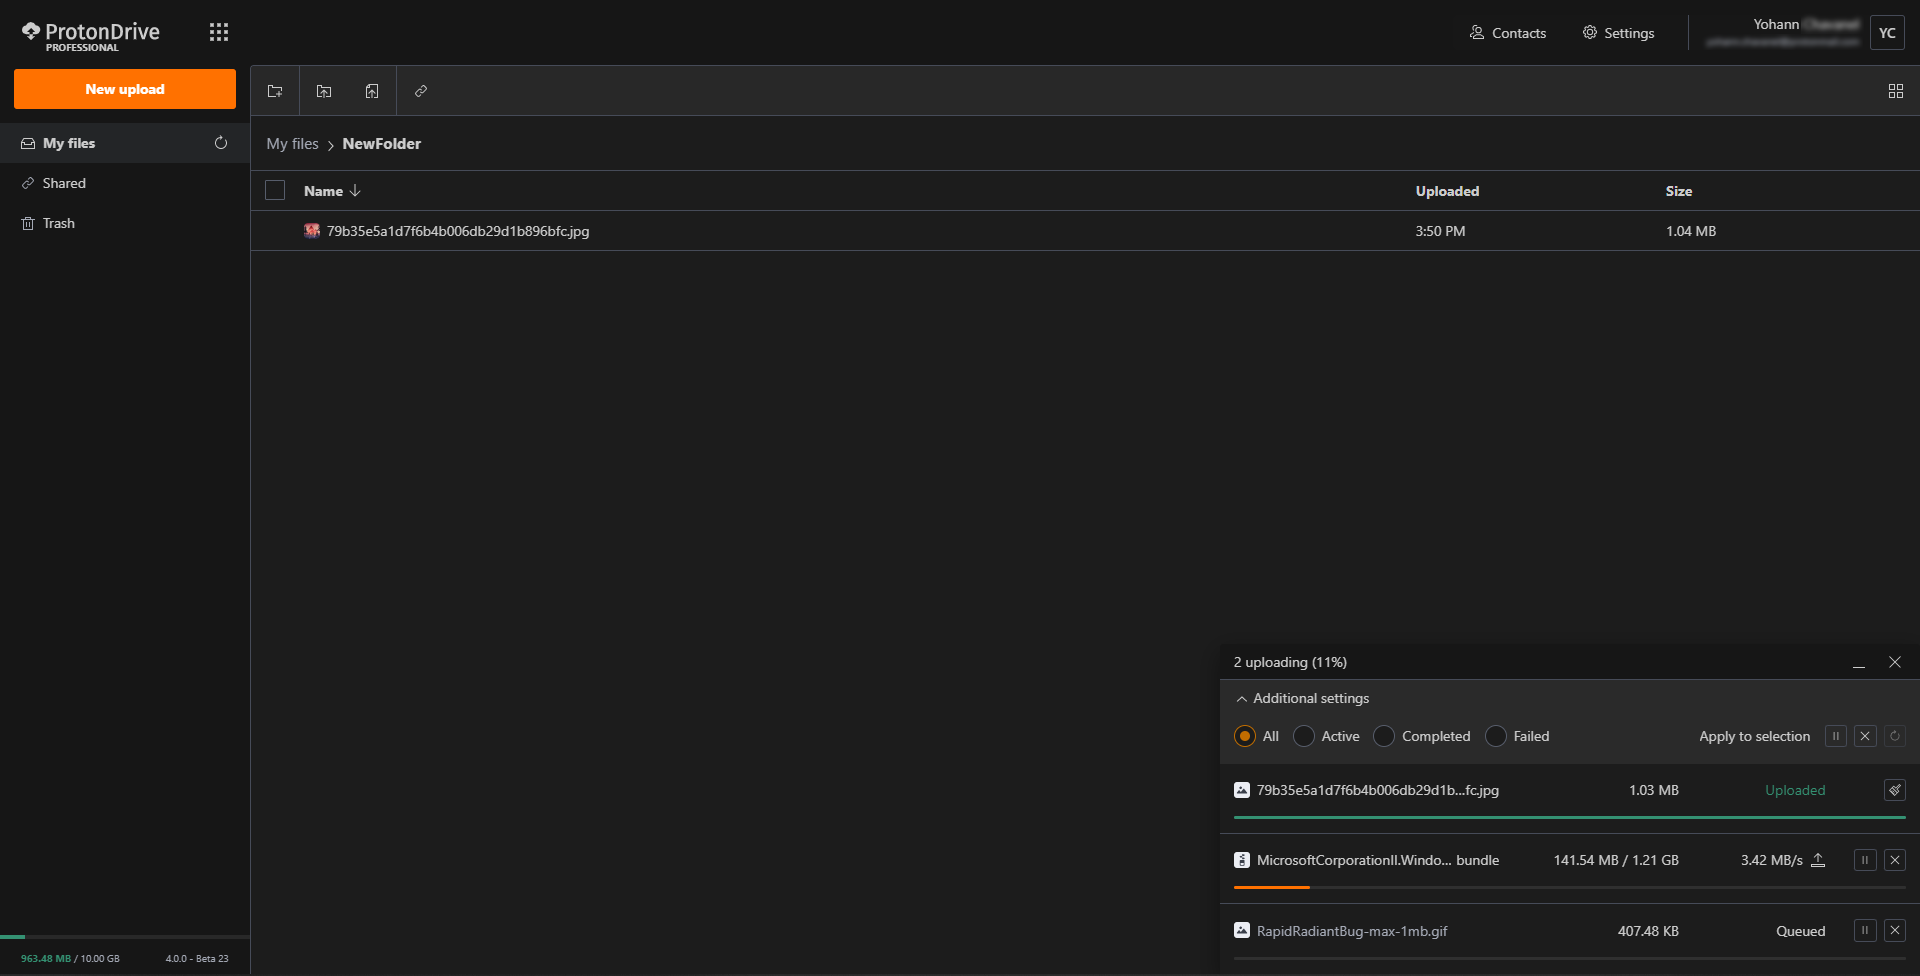 ProtonDrive
PROFESSIONAL
Contacts
Settings
Yohann
YC
New upload
My files
Shared
Trash
My files > NewFolder
Name Uploaded Size
79b35e5a1d7f6b4b006db29d1b896bfc.jpg 3:50 PM 1.04 MB
2 uploading (11%)
Additional settings
All Active Completed Failed Apply to selection
79b35e5a1d7f6b4b006db29d1b...fc.jpg 1.03 MB Uploaded
MicrosoftCorporationII.Windo... bundle 141.54 MB / 1.21 GB 3.42 MB/s
RapidRadiantBug-max-1mb.gif 407.48 KB Queued
963.48 MB / 10.00 GB 4.0.0 - Beta 23